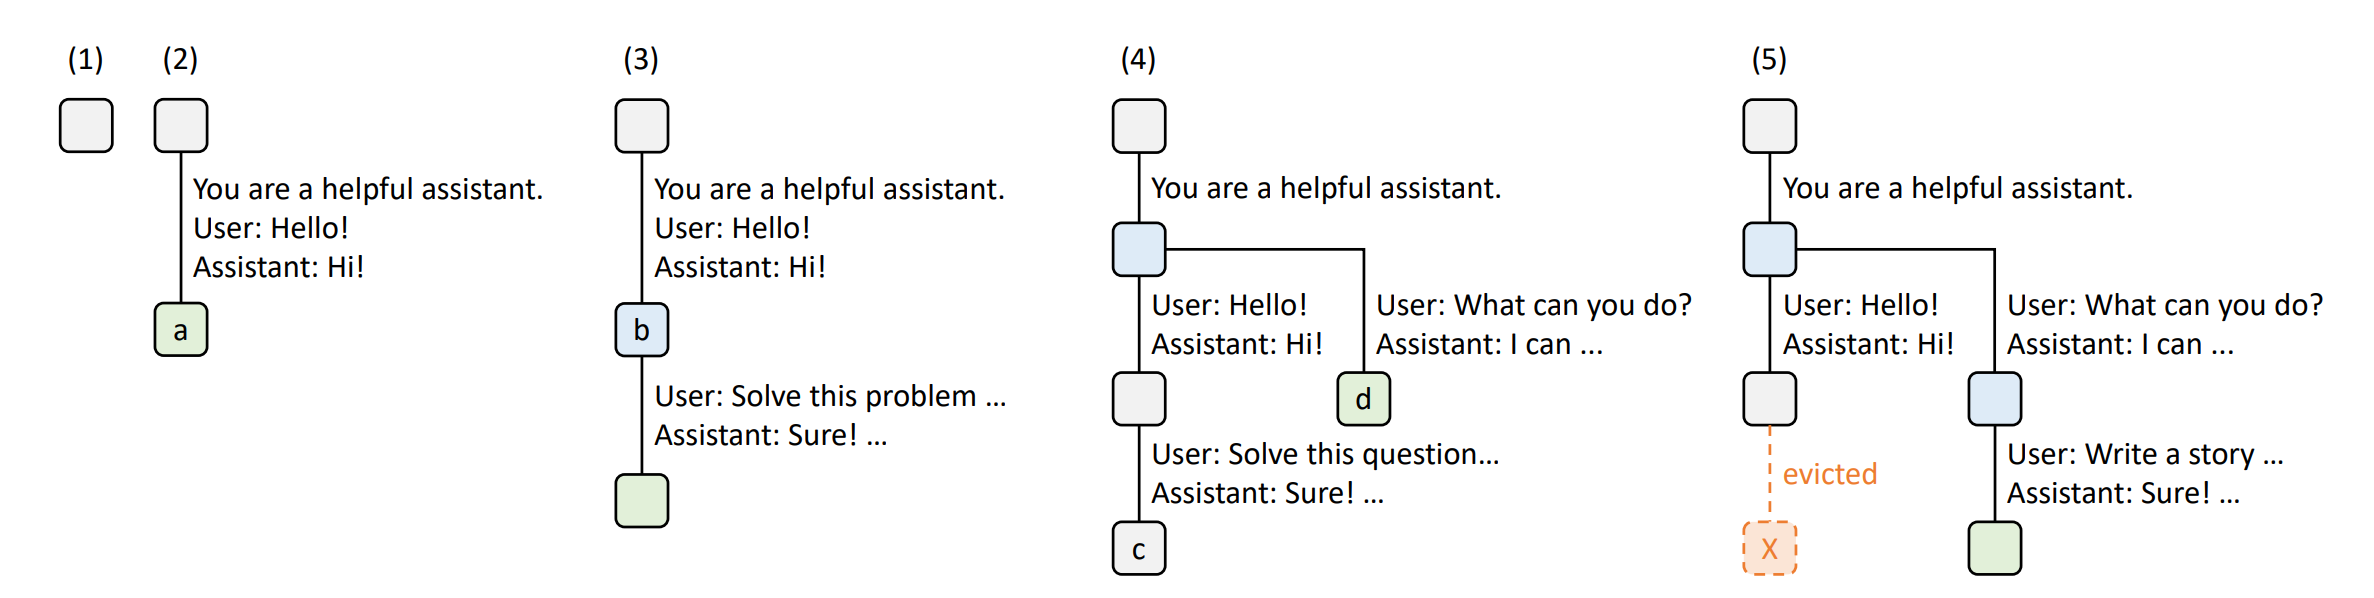 (1)
(2)
You are a helpful assistant.
User: Hello!
Assistant: Hi!
a
(3)
You are a helpful assistant.
User: Hello!
Assistant: Hi!
b
User: Solve this problem ...
Assistant: Sure! ...
(4)
You are a helpful assistant.
User: Hello!
Assistant: Hi!
User: What can you do?
Assistant: I can ...
d
User: Solve this question...
Assistant: Sure! ...
c
(5)
You are a helpful assistant.
User: Hello!
Assistant: Hi!
User: What can you do?
Assistant: I can ...
evicted
X
User: Write a story ...
Assistant: Sure! ...